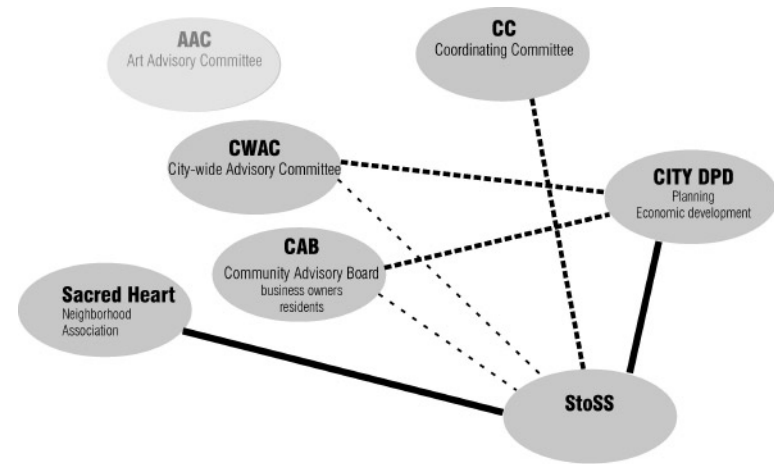 AAC
Art Advisory Committee
CC
Coordinating Committee
CWAC
City-wide Advisory Committee
CITY DPD
Planning
Economic development
CAB
Community Advisory Board
business owners
residents
Sacred Heart
Neighborhood
Association
StoSS